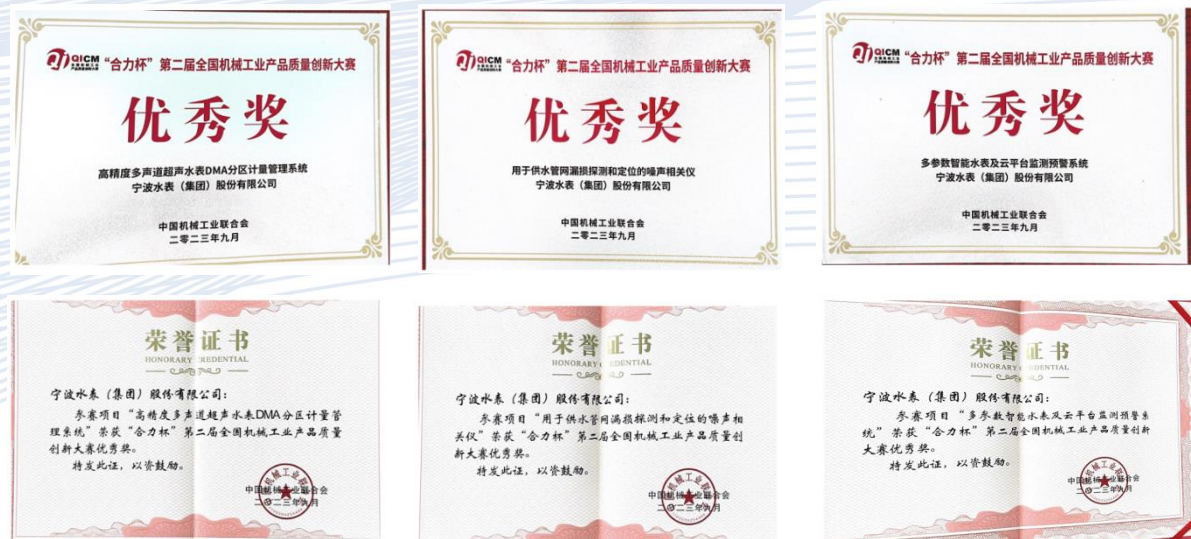 QICM “合力杯”第二届全国机械工业产品质量创新大赛
优秀奖
高精度多声道超声水表DMA分区计量管理系统
宁波水表（集团）股份有限公司
中国机械工业联合会
二零二三年九月
QICM “合力杯”第二届全国机械工业产品质量创新大赛
优秀奖
用于供水管网漏损探测和定位的噪声相关仪
宁波水表（集团）股份有限公司
中国机械工业联合会
二零二三年九月
QICM “合力杯”第二届全国机械工业产品质量创新大赛
优秀奖
多参数智能水表及云平台监测预警系统
宁波水表（集团）股份有限公司
中国机械工业联合会
二零二三年九月
荣誉证书
HONORARY CREDENTIAL
宁波水表（集团）股份有限公司：
参赛项目“高精度多声道超声水表DMA分区计量管
理系统”荣获“合力杯”第二届全国机械工业产品质量
创新大赛优秀奖。
特发此证，以资鼓励。
中国机械工业联合会
二〇二三年九月
荣誉证书
HONORARY CREDENTIAL
宁波水表（集团）股份有限公司：
参赛项目“用于供水管网漏损探测和定位的噪声相
关仪”荣获“合力杯”第二届全国机械工业产品质量创
新大赛优秀奖。
特发此证，以资鼓励。
中国机械工业联合会
二〇二三年九月
荣誉证书
HONORARY CREDENTIAL
宁波水表（集团）股份有限公司：
参赛项目“多参数智能水表及云平台监测预警系
统”荣获“合力杯”第二届全国机械工业产品质量创新
大赛优秀奖。
特发此证，以资鼓励。
中国机械工业联合会
二〇二三年九月